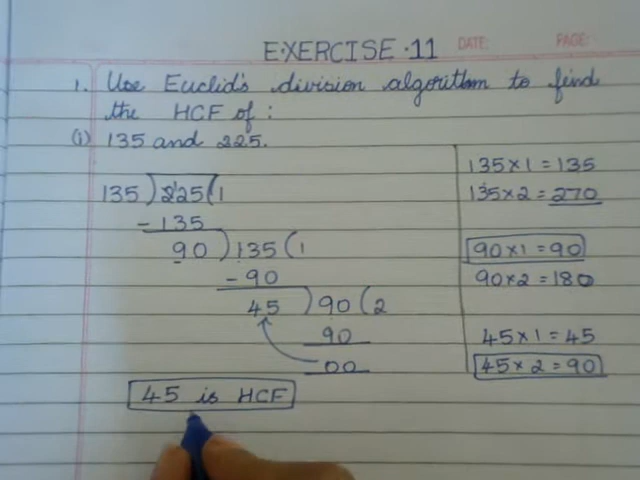 EXERCISE.11
DATE: PAGE:
1. Use Euclid's division algorithm to find
the HCF of :
(i) 135 and 225.
135 ) 225 ( 1
- 135
90 ) 135 ( 1
- 90
45 ) 90 ( 2
90
00
45 is HCF
135 × 1 = 135
135 × 2 = 270
90 × 1 = 90
90 × 2 = 180
45 × 1 = 45
45 × 2 = 90